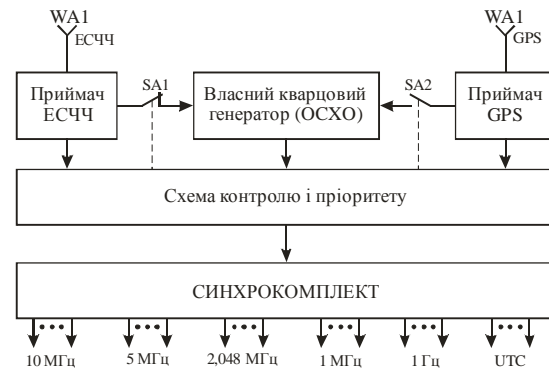 WA1
ЕСЧЧ
WA1
GPS
Приймач
ЕСЧЧ
SA1
Власний кварцовий
генератор (ОСХО)
SA2
Приймач
GPS
Схема контролю і пріоритету
СИНХРОКОМПЛЕКТ
10 МГц
5 МГц
2,048 МГц
1 МГц
1 Гц
UTC